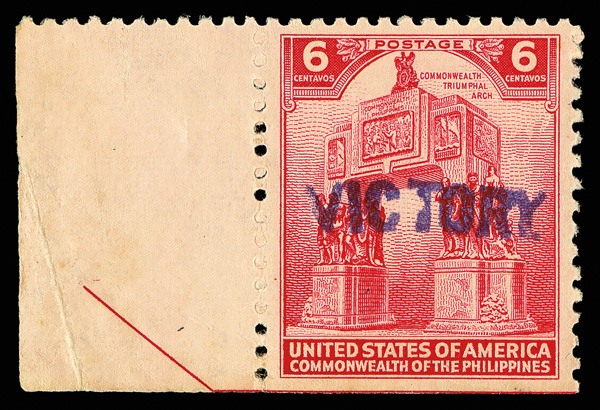 6 POSTAGE 6
CENTAVOS CENTAVOS
COMMONWEALTH
TRIUMPHAL
ARCH
VICTORY
UNITED STATES OF AMERICA
COMMONWEALTH OF THE PHILIPPINES